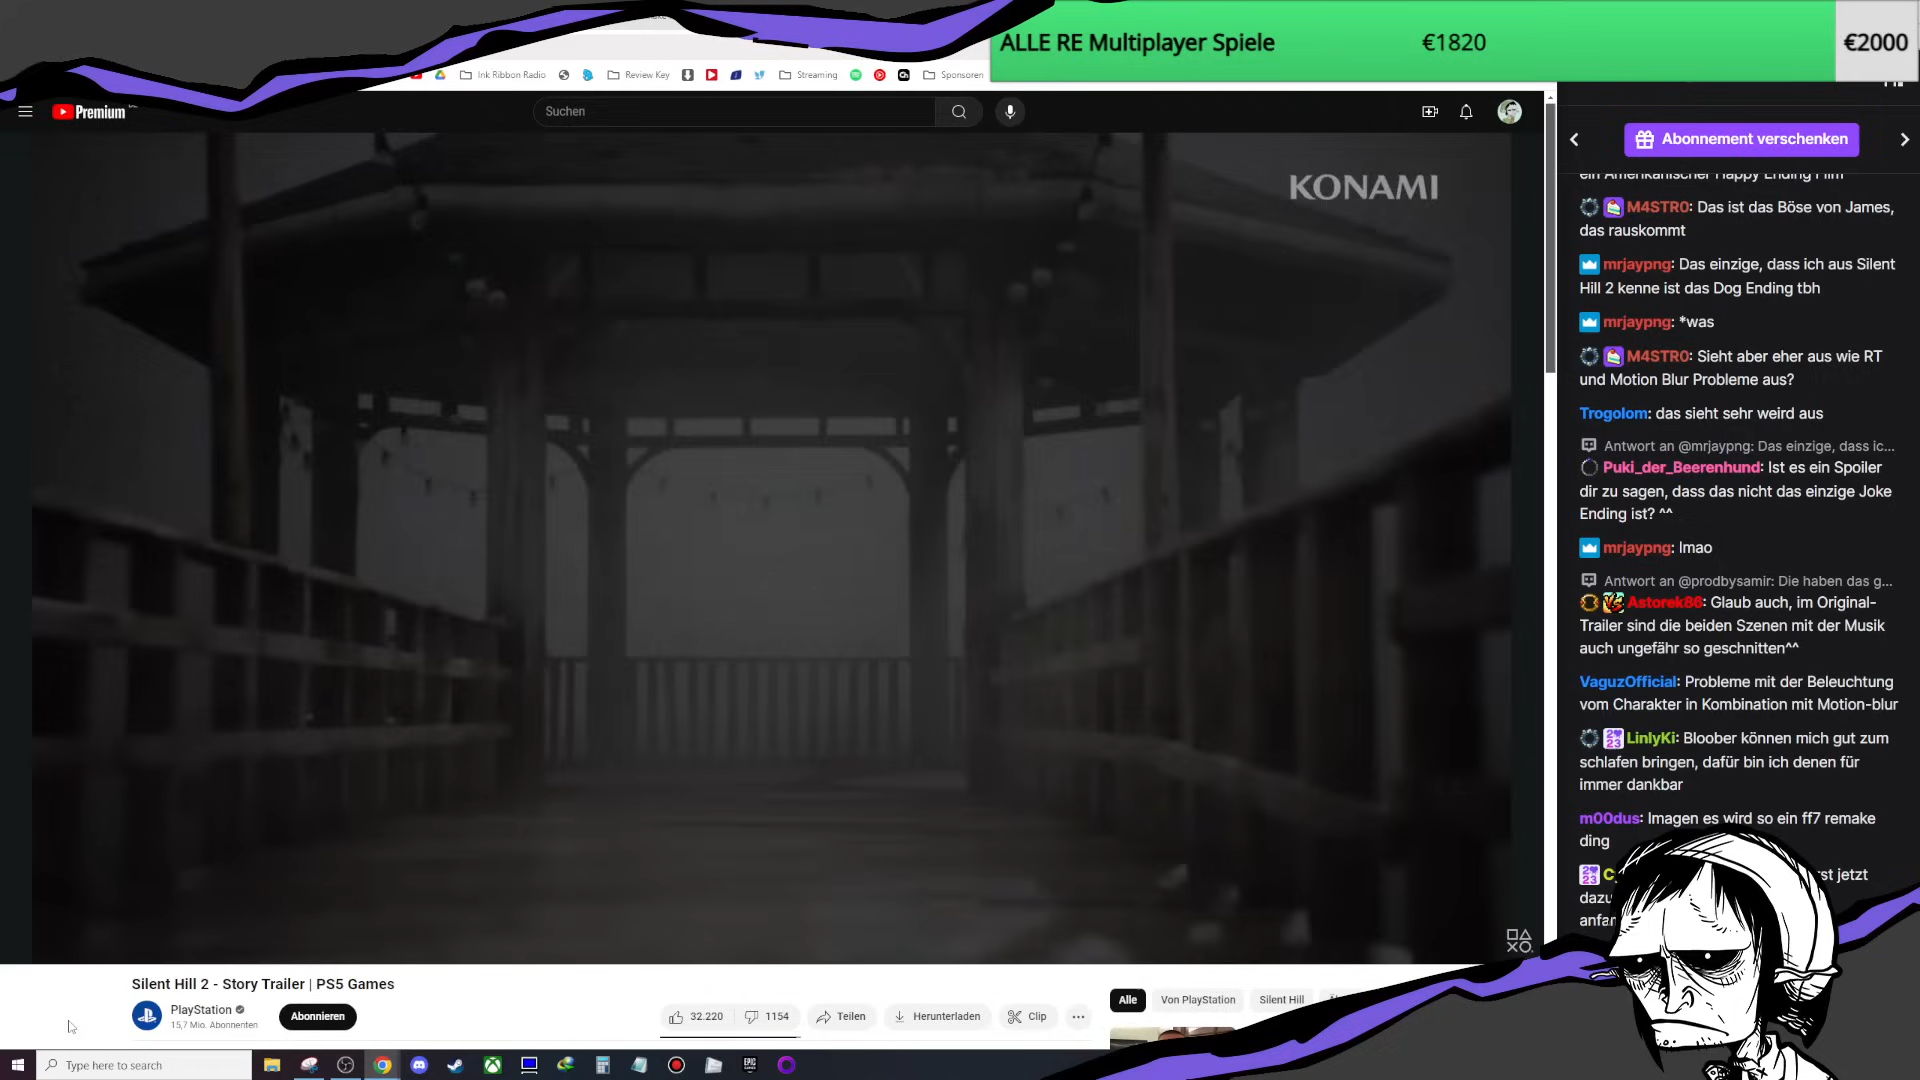 ALLE RE Multiplayer Spiele €1820 €2000
Ink Ribbon Radio Review Key Streaming Sponsoren
Premium Suchen
Abonnement verschenken
KONAMI
ein Amerikanischer Happy Ending Film
M4STR0: Das ist das Böse von James,
das rauskommt
mrjaypng: Das einzige, dass ich aus Silent
Hill 2 kenne ist das Dog Ending tbh
mrjaypng: *was
M4STR0: Sieht aber eher aus wie RT
und Motion Blur Probleme aus?
Trogolom: das sieht sehr weird aus
Antwort an @mrjaypng: Das einzige, dass ic...
Puki_der_Beerenhund: Ist es ein Spoiler
dir zu sagen, dass das nicht das einzige Joke
Ending ist? ^^
mrjaypng: lmao
Antwort an @prodbysamir: Die haben das g...
Astorek86: Glaub auch, im Original-
Trailer sind die beiden Szenen mit der Musik
auch ungefähr so geschnitten^^
VaguzOfficial: Probleme mit der Beleuchtung
vom Charakter in Kombination mit Motion-blur
LinlyKi: Bloober können mich gut zum
schlafen bringen, dafür bin ich denen für
immer dankbar
m00dus: Imagen es wird so ein ff7 remake
ding
jetzt
dazu
Silent Hill 2 - Story Trailer | PS5 Games
PlayStation
15,7 Mio. Abonnenten
Abonnieren
32.220 1154 Teilen Herunterladen Clip
Alle Von PlayStation Silent Hill
Type here to search